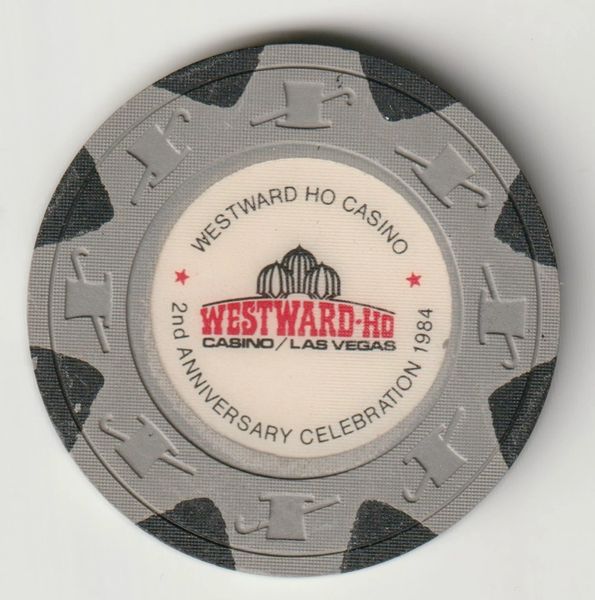 WESTWARD HO CASINO
WESTWARD-HO
CASINO/LAS VEGAS
2nd ANNIVERSARY CELEBRATION 1984